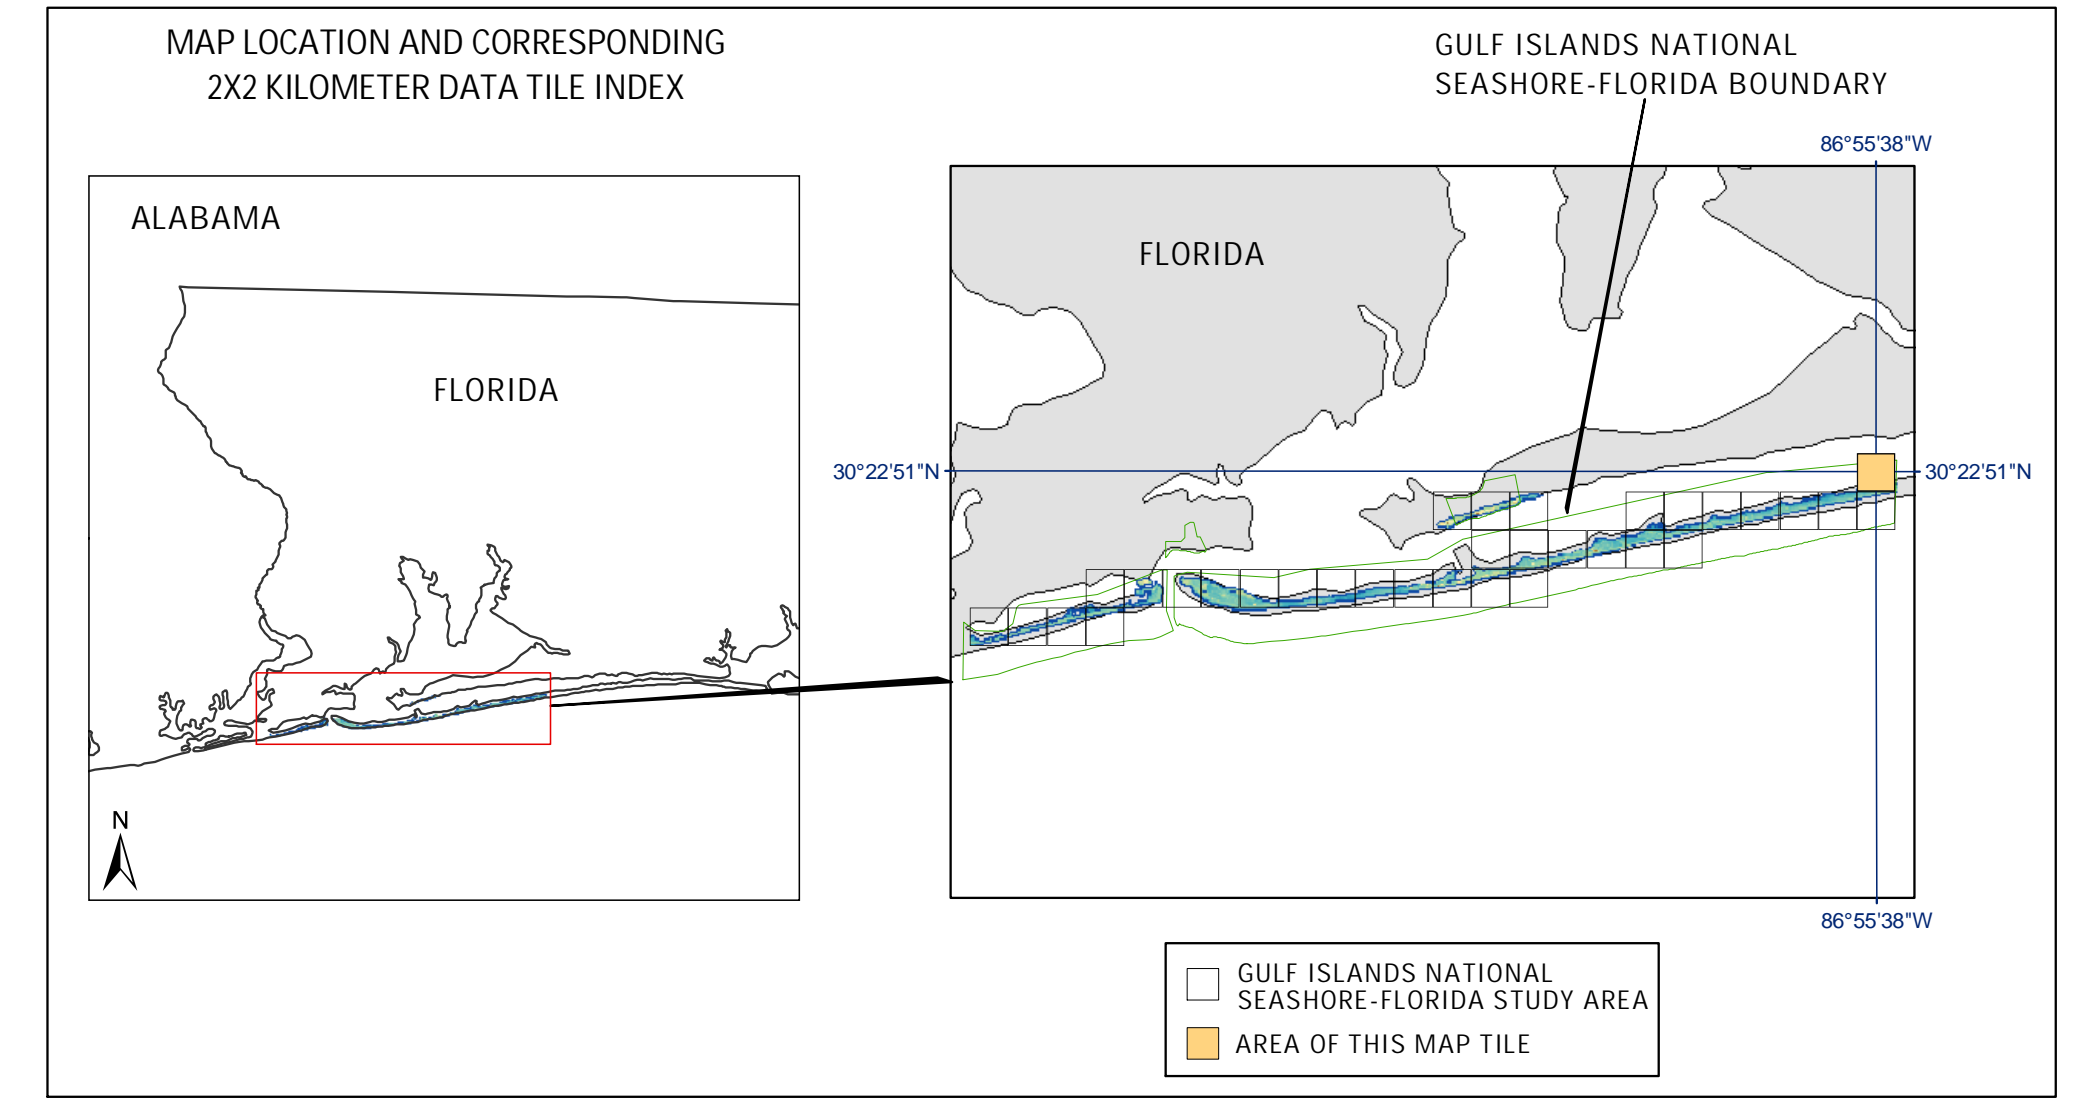 MAP LOCATION AND CORRESPONDING
2X2 KILOMETER DATA TILE INDEX
GULF ISLANDS NATIONAL
SEASHORE-FLORIDA BOUNDARY
86°55'38"W
ALABAMA
FLORIDA
FLORIDA
30°22'51"N
30°22'51"N
N
86°55'38"W
GULF ISLANDS NATIONAL
SEASHORE-FLORIDA STUDY AREA
AREA OF THIS MAP TILE